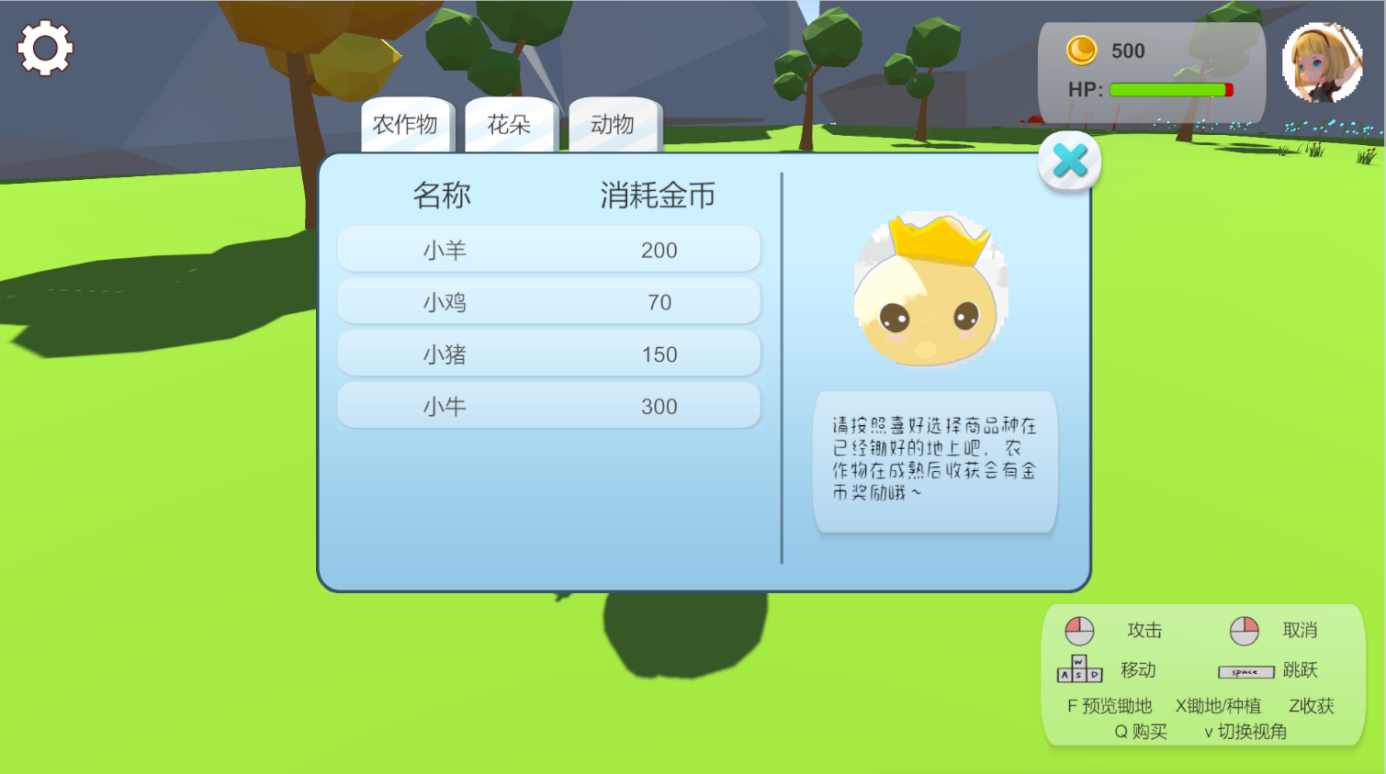 500
HP:
农作物 花朵 动物
名称 消耗金币
小羊 200
小鸡 70
小猪 150
小牛 300
请按照喜好选择商品种在
已经锄好的地上吧，农
作物在成熟后收获会有金
币奖励哦~
攻击 取消
W
A S D 移动 space 跳跃
F 预览锄地 X锄地/种植 Z收获
Q 购买 v 切换视角